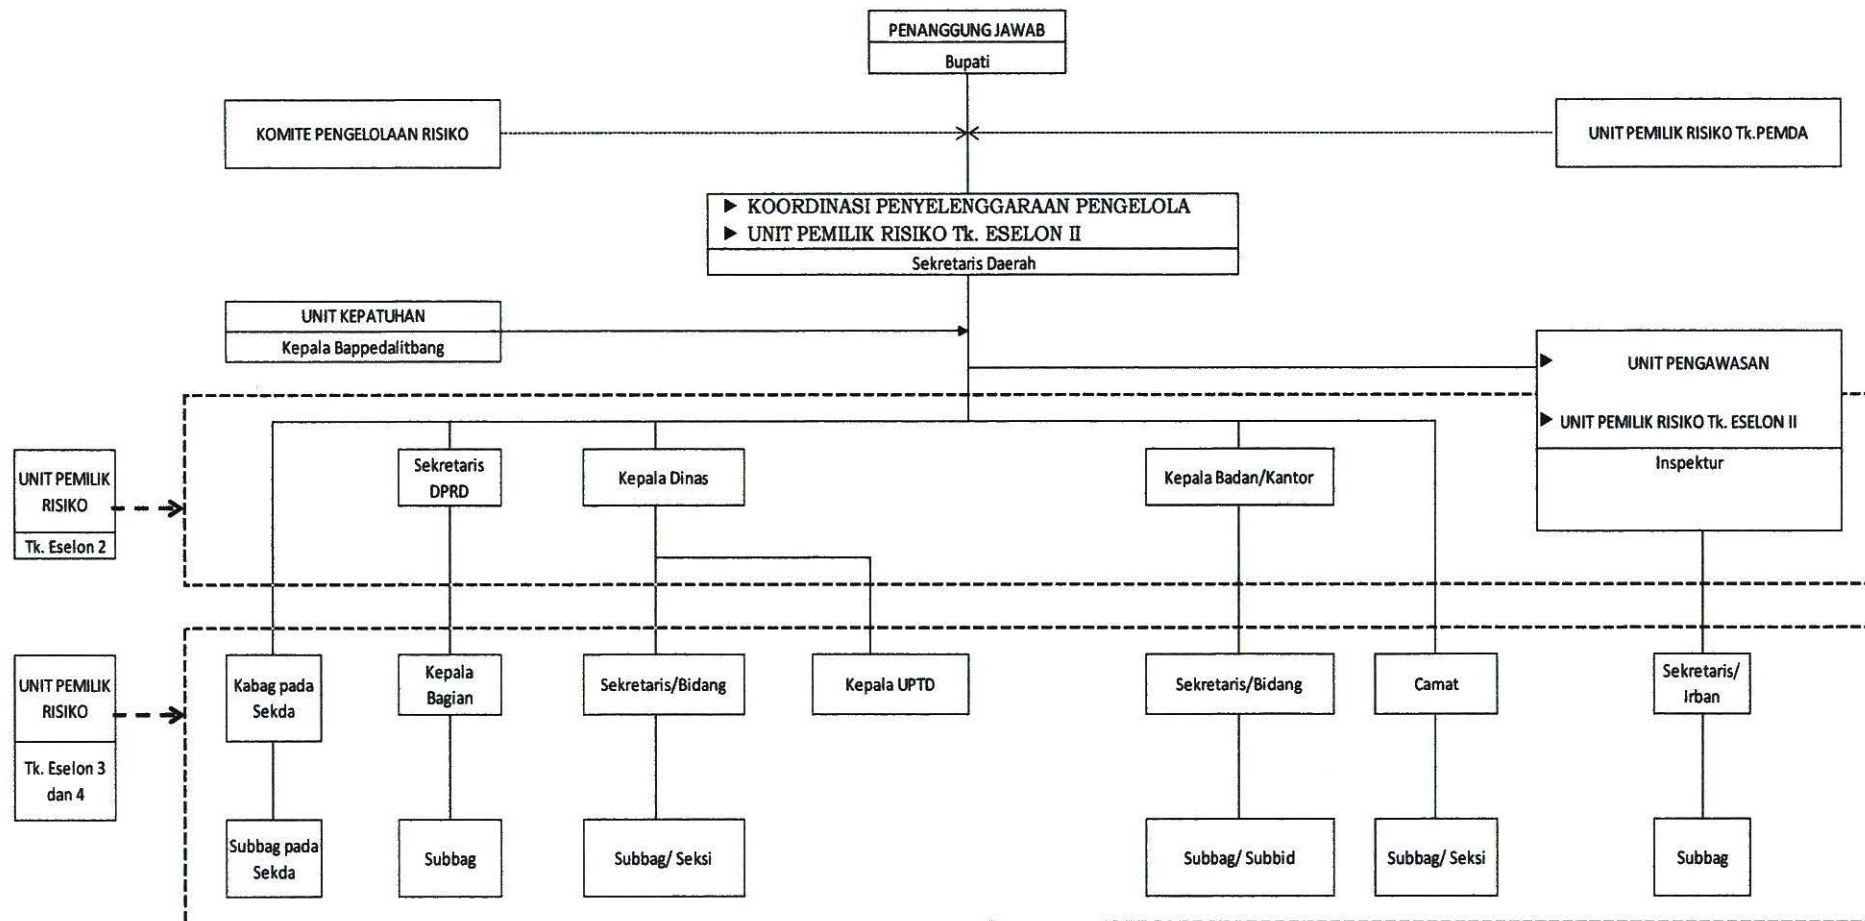 PENANGGUNG JAWAB
Bupati
KOMITE PENGELOLAAN RISIKO
UNIT PEMILIK RISIKO Tk.PEMDA
► KOORDINASI PENYELENGGARAAN PENGELOLA
► UNIT PEMILIK RISIKO Tk. ESELON II
Sekretaris Daerah
UNIT KEPATUHAN
Kepala Bappedalitbang
► UNIT PENGAWASAN
► UNIT PEMILIK RISIKO Tk. ESELON II
Inspektur
UNIT PEMILIK
RISIKO
Tk. Eselon 2
Sekretaris
DPRD
Kepala Dinas
Kepala Badan/Kantor
UNIT PEMILIK
RISIKO
Tk. Eselon 3
dan 4
Kabag pada
Sekda
Kepala
Bagian
Sekretaris/Bidang
Kepala UPTD
Sekretaris/Bidang
Camat
Sekretaris/
Irban
Subbag pada
Sekda
Subbag
Subbag/ Seksi
Subbag/ Subbid
Subbag/ Seksi
Subbag